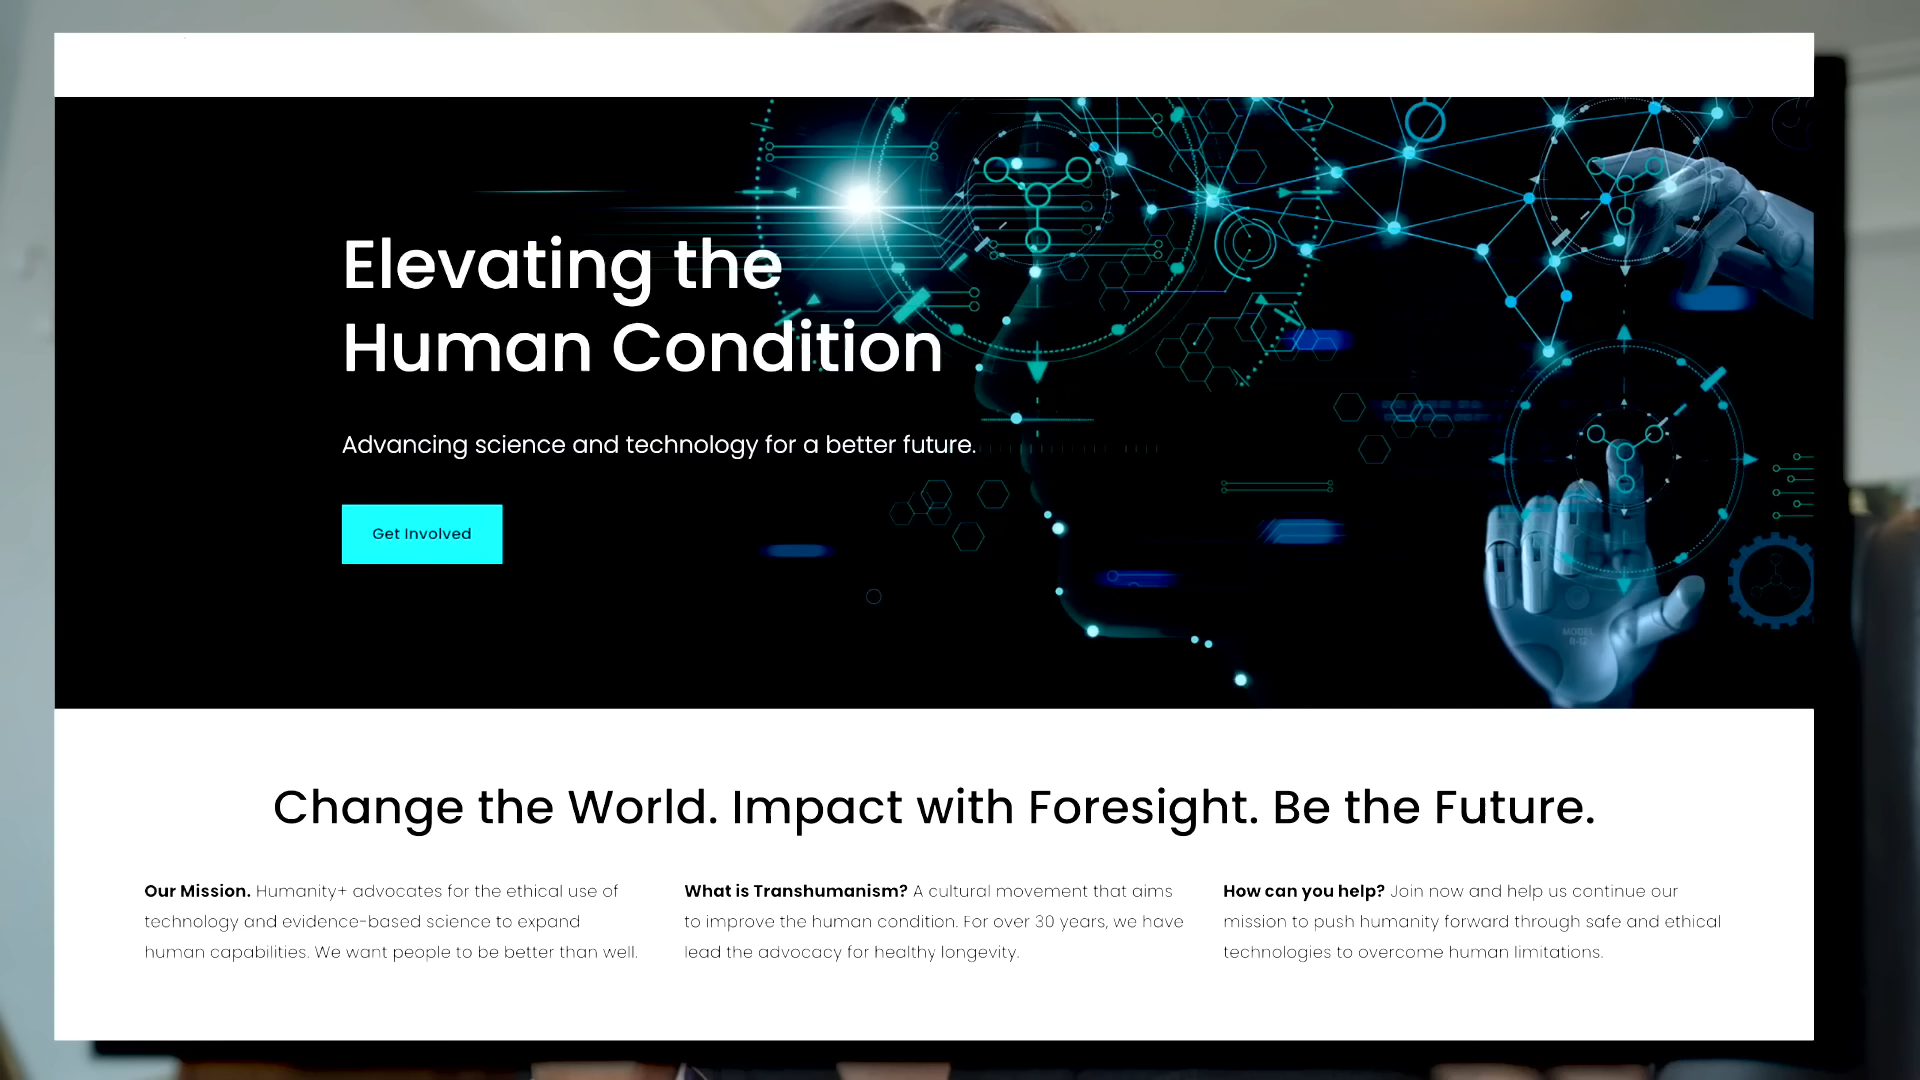 Elevating the
Human Condition
Advancing science and technology for a better future.
Get Involved
MODEL
R-12
Change the World. Impact with Foresight. Be the Future.
Our Mission. Humanity+ advocates for the ethical use of
technology and evidence-based science to expand
human capabilities. We want people to be better than well.
What is Transhumanism? A cultural movement that aims
to improve the human condition. For over 30 years, we have
lead the advocacy for healthy longevity.
How can you help? Join now and help us continue our
mission to push humanity forward through safe and ethical
technologies to overcome human limitations.